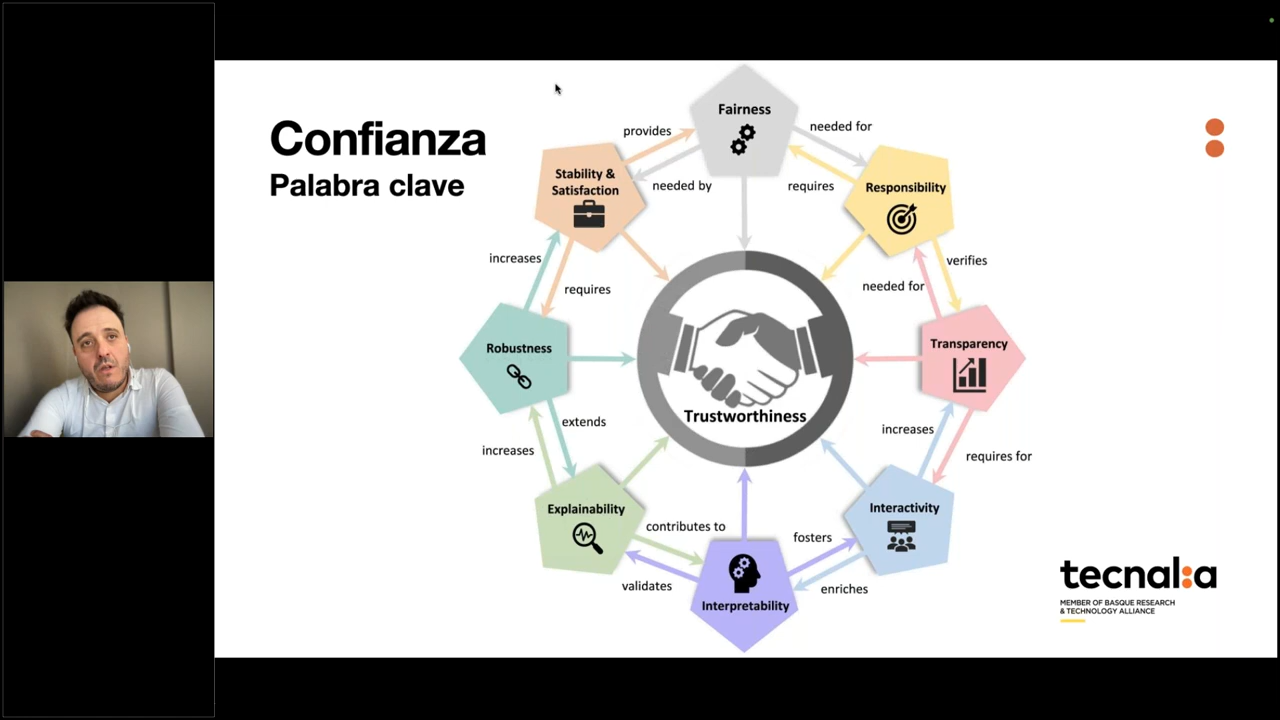 Confianza
Palabra clave
Fairness
provides
needed for
needed by
requires
Stability &
Satisfaction
Responsibility
increases
requires
verifies
needed for
Robustness
Transparency
Trustworthiness
extends
increases
increases
requires for
Explainability
Interactivity
contributes to
fosters
validates
enriches
Interpretability
tecnal:a
MEMBER OF BASQUE RESEARCH
& TECHNOLOGY ALLIANCE